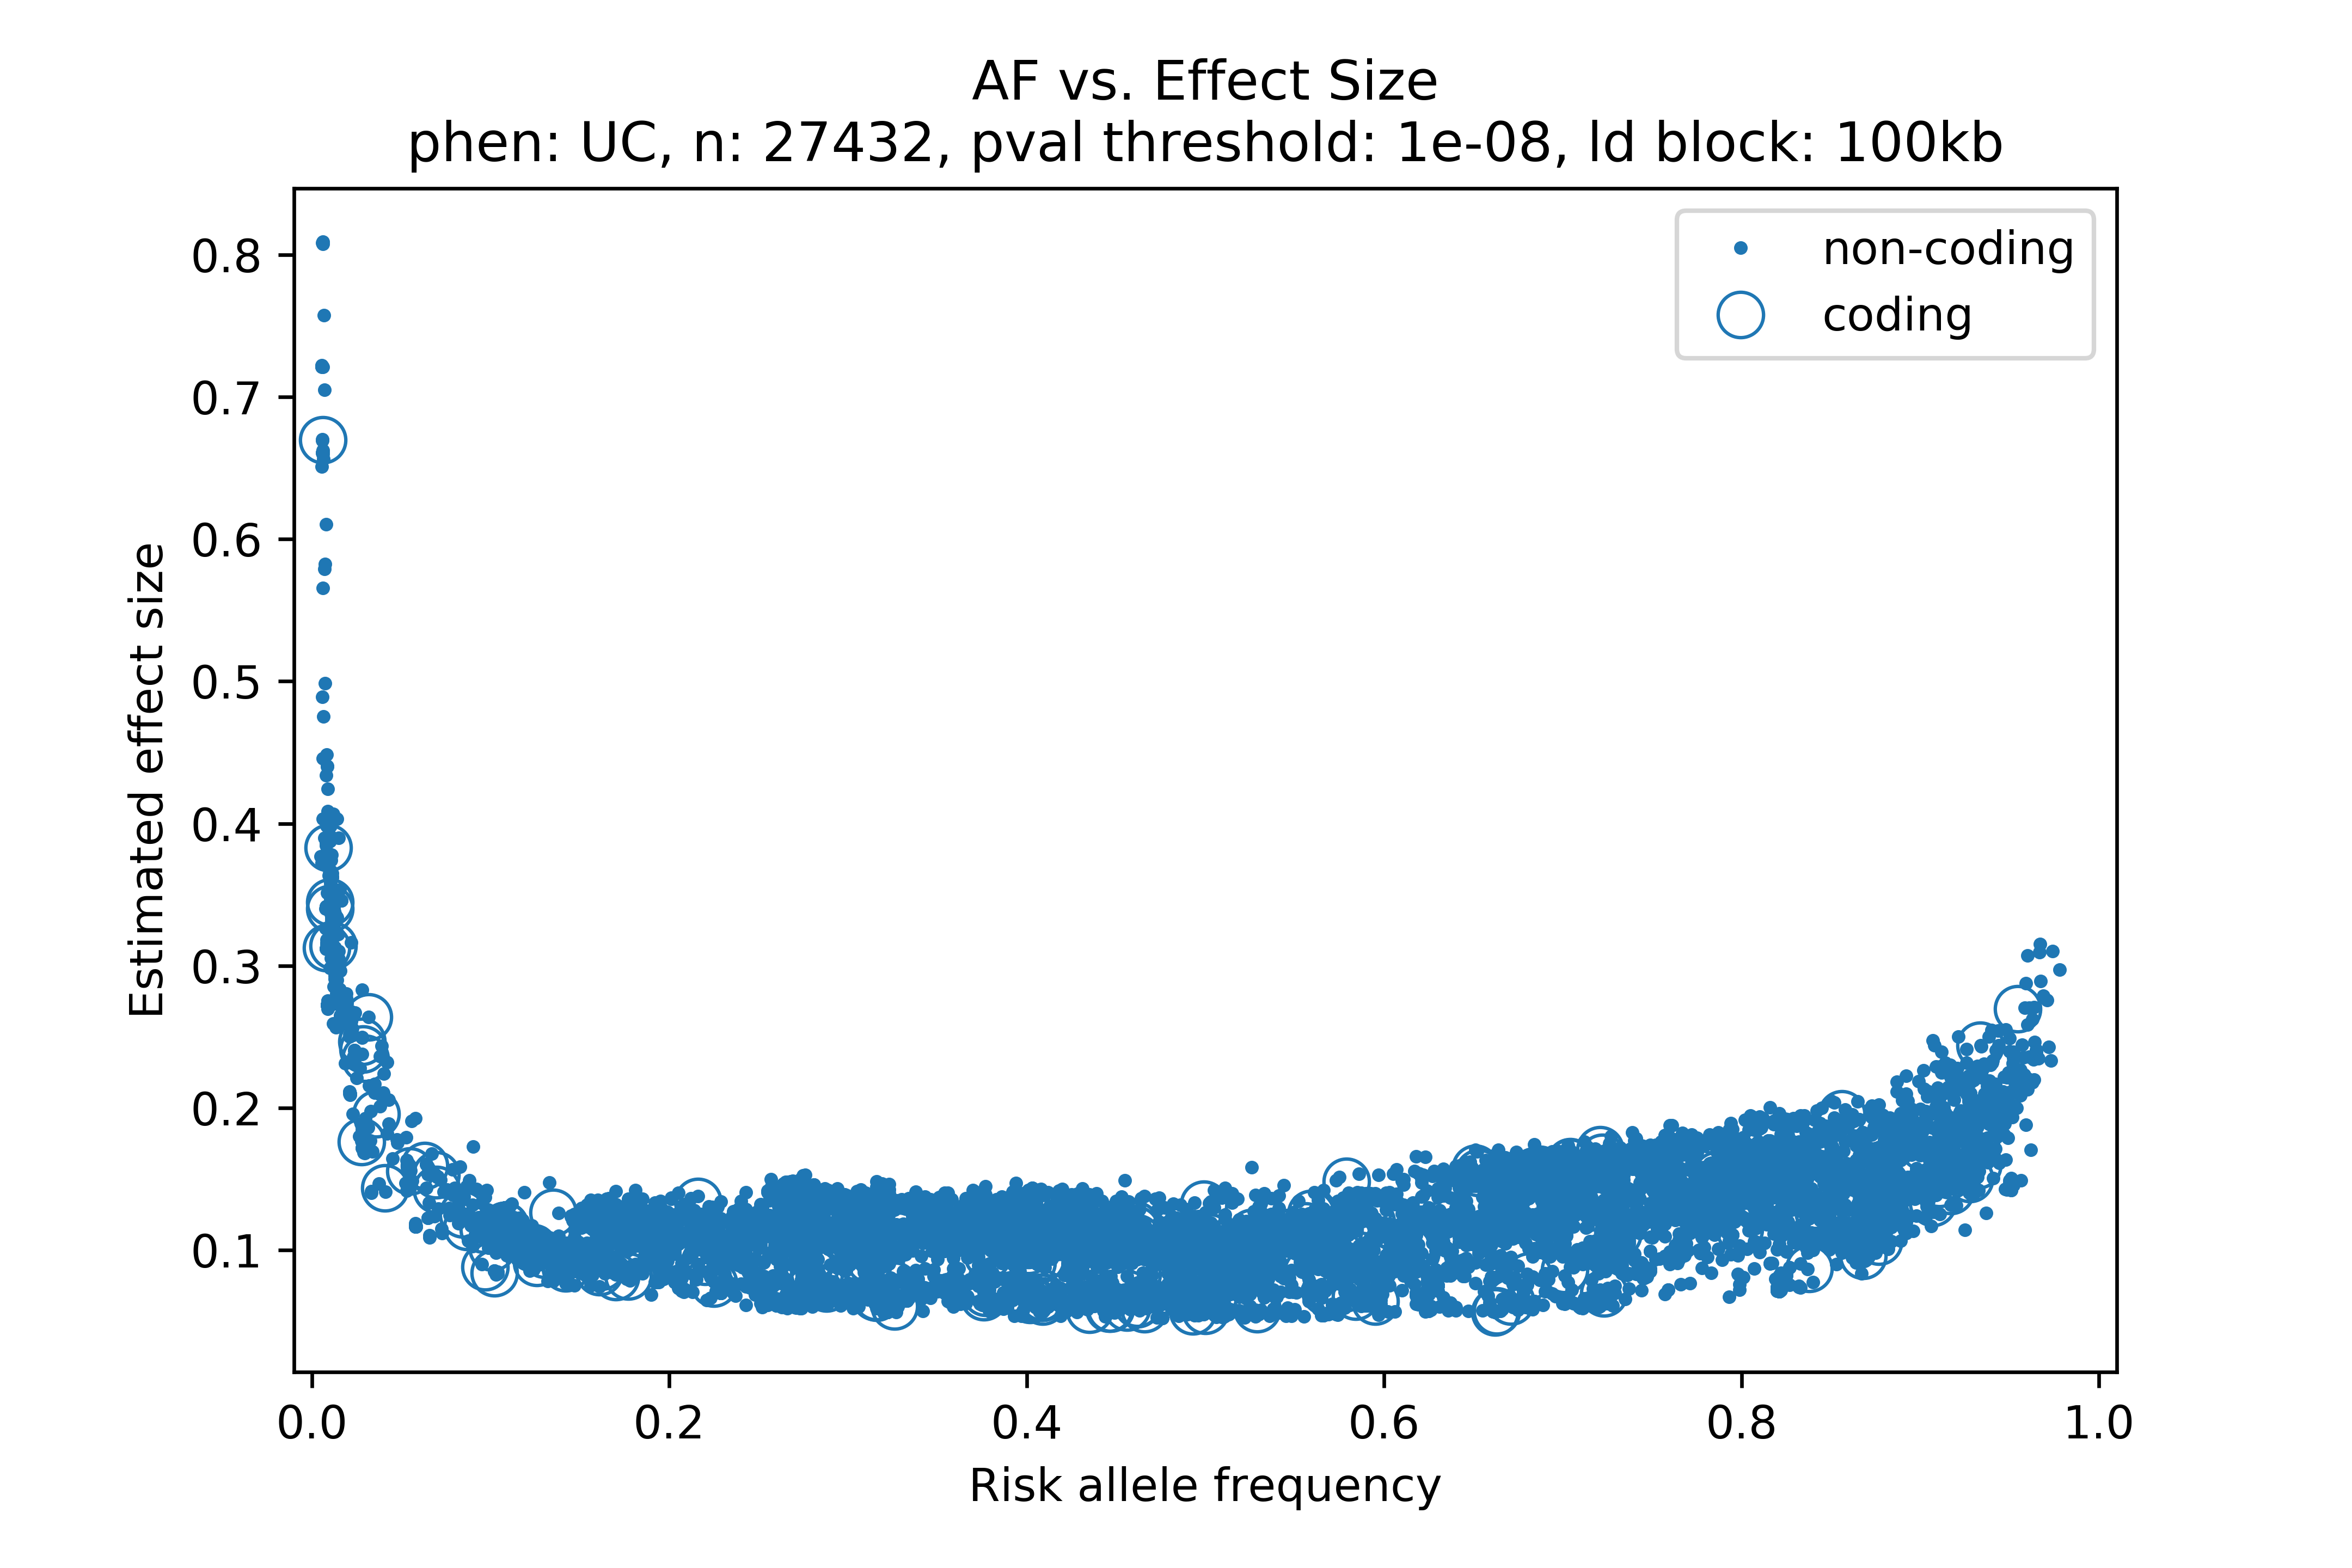 AF vs. Effect Size
phen: UC, n: 27432, pval threshold: 1e-08, ld block: 100kb
non-coding
coding
0.8
0.7
0.6
0.5
0.4
0.3
0.2
0.1
Estimated effect size
0.0 0.2 0.4 0.6 0.8 1.0
Risk allele frequency